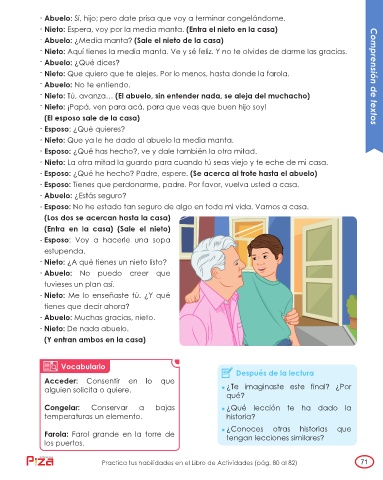 · Abuelo: Sí, hijo; pero date prisa que voy a terminar congelándome.
· Nieto: Espera, voy por la media manta. (Entra el nieto en la casa)
· Abuelo: ¿Media manta? (Sale el nieto de la casa)
· Nieto: Aquí tienes la media manta. Ve y sé feliz. Y no te olvides de darme las gracias.
· Abuelo: ¿Qué dices?
· Nieto: Que quiero que te alejes. Por lo menos, hasta donde la farola.
· Abuelo: No te entiendo.
· Nieto: Tú, avanza... (El abuelo, sin entender nada, se aleja del muchacho)
· Nieto: ¡Papá, ven para acá, para que veas que buen hijo soy!
(El esposo sale de la casa)
· Esposo: ¿Qué quieres?
· Nieto: Que ya le he dado al abuelo la media manta.
· Esposo: ¿Qué has hecho?, ve y dale también la otra mitad.
· Nieto: La otra mitad la guardo para cuando tú seas viejo y te eche de mi casa.
· Esposo: ¿Qué he hecho? Padre, espere. (Se acerca al trote hasta el abuelo)
· Esposo: Tienes que perdonarme, padre. Por favor, vuelva usted a casa.
· Abuelo: ¿Estás seguro?
· Esposo: No he estado tan seguro de algo en toda mi vida. Vamos a casa.
(Los dos se acercan hasta la casa)
(Entra en la casa) (Sale el nieto)
· Esposo: Voy a hacerle una sopa
estupenda.
· Nieto: ¿A qué tienes un nieto listo?
· Abuelo: No puedo creer que
tuvieses un plan así.
· Nieto: Me lo enseñaste tú. ¿Y qué
tienes que decir ahora?
· Abuelo: Muchas gracias, nieto.
· Nieto: De nada abuelo.
(Y entran ambos en la casa)
Comprensión de textos
Vocabulario
Acceder: Consentir en lo que
alguien solicita o quiere.
Congelar: Conservar a bajas
temperaturas un elemento.
Farola: Farol grande en la torre de
los puertos.
Después de la lectura
¿Te imaginaste este final? ¿Por
qué?
¿Qué lección te ha dado la
historia?
¿Conoces otras historias que
tengan lecciones similares?
Piza
Practica tus habilidades en el Libro de Actividades (pág. 80 al 82)
71